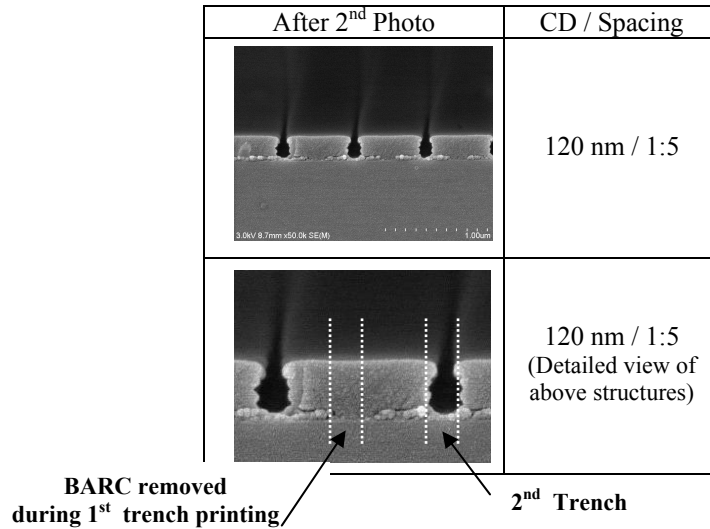 After 2nd Photo
CD / Spacing
120 nm / 1:5
3.0kV 8.7mm x50.0k SE(M)
1.00um
120 nm / 1:5
(Detailed view of
above structures)
BARC removed
during 1st trench printing
2nd Trench